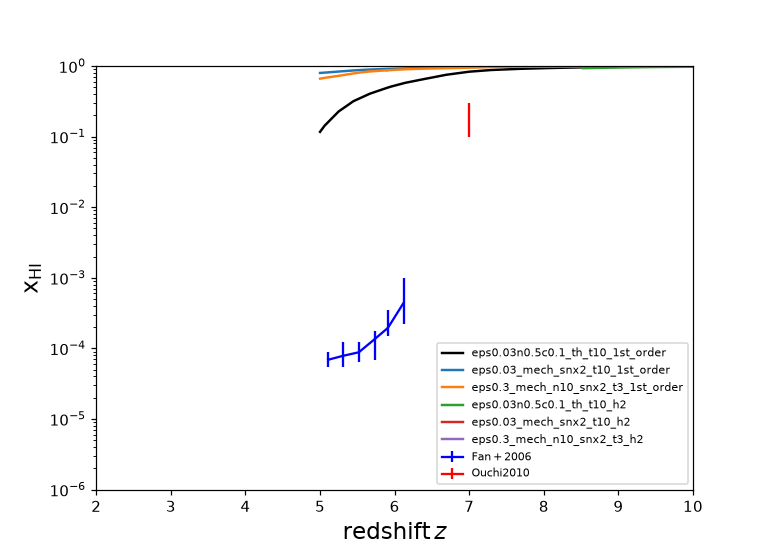 10⁰
10⁻¹
10⁻²
10⁻³
10⁻⁴
10⁻⁵
10⁻⁶
x_HI
eps0.03n0.5c0.1_th_t10_1st_order
eps0.03_mech_snx2_t10_1st_order
eps0.3_mech_n10_snx2_t3_1st_order
eps0.03n0.5c0.1_th_t10_h2
eps0.03_mech_snx2_t10_h2
eps0.3_mech_n10_snx2_t3_h2
Fan+2006
Ouchi2010
2 3 4 5 6 7 8 9 10
redshift z